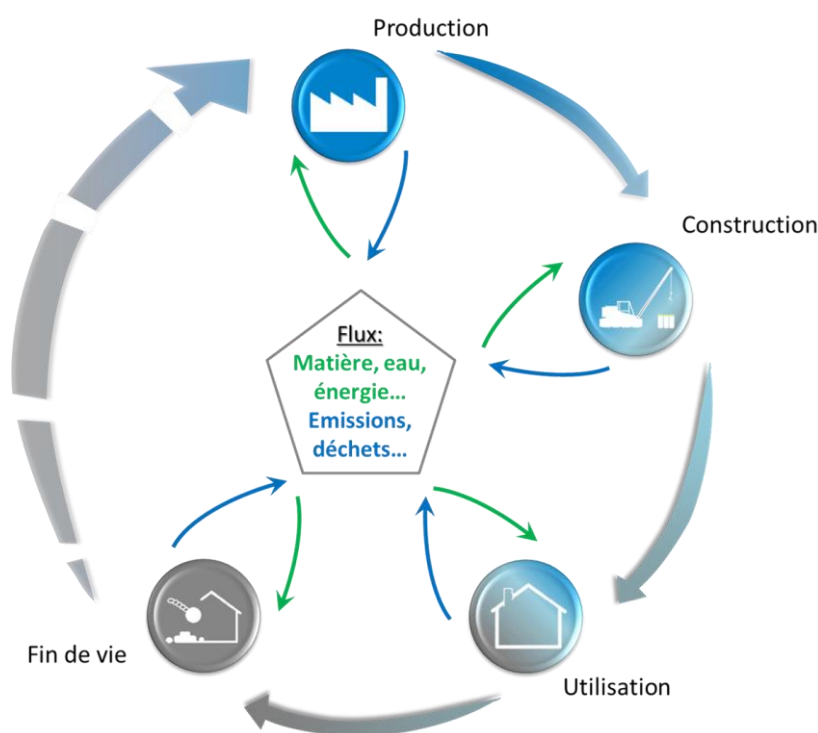 Production
Construction
Flux:
Matière, eau,
énergie...
Emissions,
déchets...
Fin de vie
Utilisation